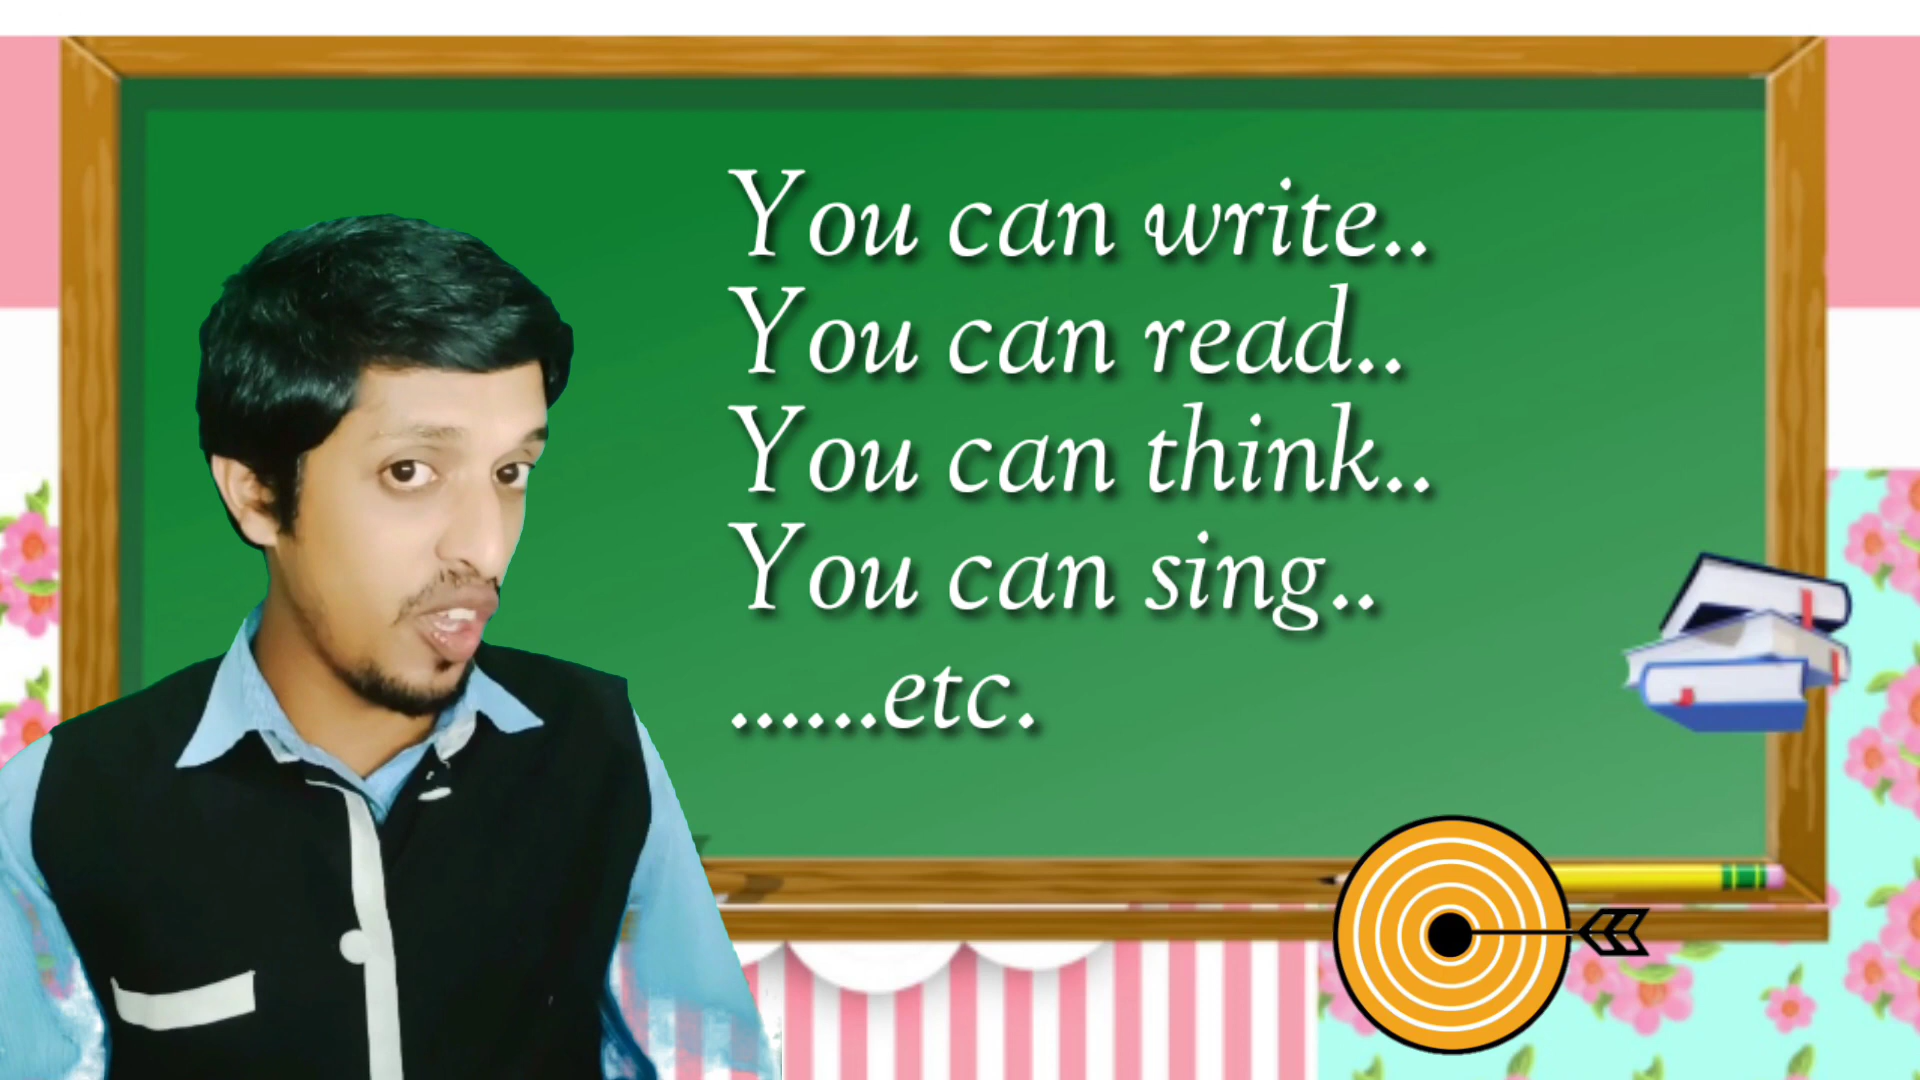 You can write..
You can read..
You can think..
You can sing..
......etc.